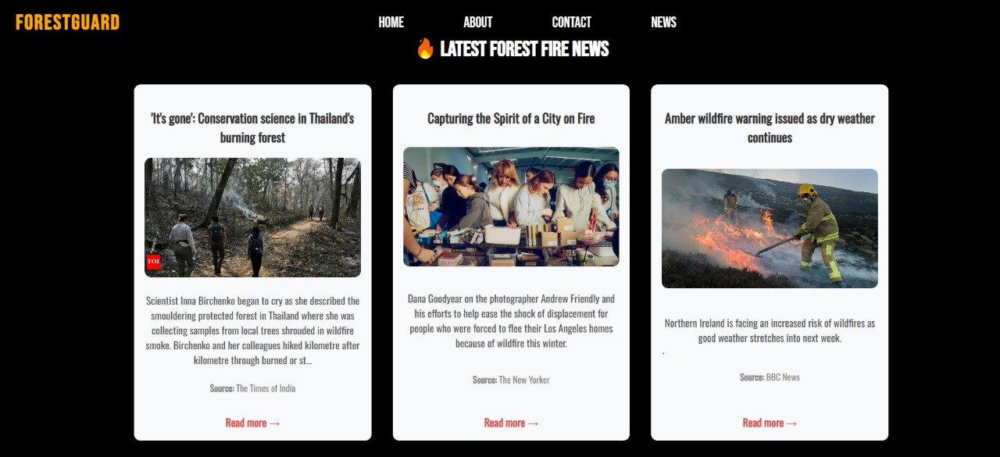 FORESTGUARD
HOME ABOUT CONTACT NEWS
🔥 LATEST FOREST FIRE NEWS
'It's gone': Conservation science in Thailand's
burning forest
TOI
Scientist Inna Birchenko began to cry as she described the
smouldering protected forest in Thailand where she was
collecting samples from local trees shrouded in wildfire
smoke. Birchenko and her colleagues hiked kilometre after
kilometre through burned or st...
Source: The Times of India
Read more →
Capturing the Spirit of a City on Fire
Dana Goodyear on the photographer Andrew Friendly and
his efforts to help ease the shock of displacement for
people who were forced to flee their Los Angeles homes
because of wildfire this winter.
Source: The New Yorker
Read more →
Amber wildfire warning issued as dry weather
continues
Northern Ireland is facing an increased risk of wildfires as
good weather stretches into next week.
.
Source: BBC News
Read more →